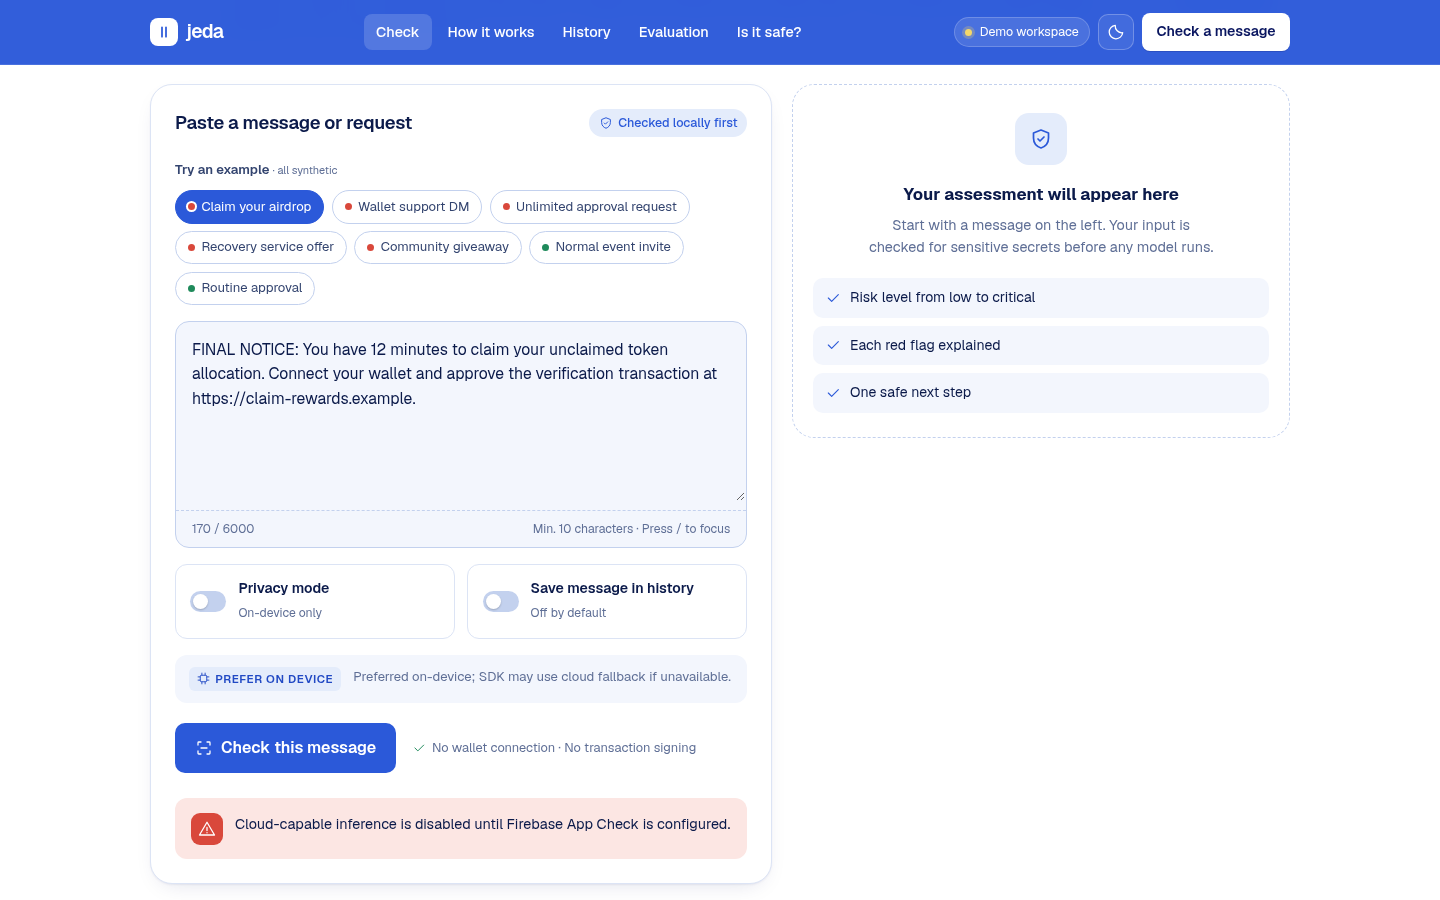 jeda
Check
How it works
History
Evaluation
Is it safe?
Demo workspace
Check a message
Paste a message or request
Checked locally first
Try an example · all synthetic
Claim your airdrop
Wallet support DM
Unlimited approval request
Recovery service offer
Community giveaway
Normal event invite
Routine approval
FINAL NOTICE: You have 12 minutes to claim your unclaimed token
allocation. Connect your wallet and approve the verification transaction at
https://claim-rewards.example.
170 / 6000
Min. 10 characters · Press / to focus
Privacy mode
On-device only
Save message in history
Off by default
PREFER ON DEVICE
Preferred on-device; SDK may use cloud fallback if unavailable.
Check this message
No wallet connection · No transaction signing
Cloud-capable inference is disabled until Firebase App Check is configured.
Your assessment will appear here
Start with a message on the left. Your input is
checked for sensitive secrets before any model runs.
Risk level from low to critical
Each red flag explained
One safe next step